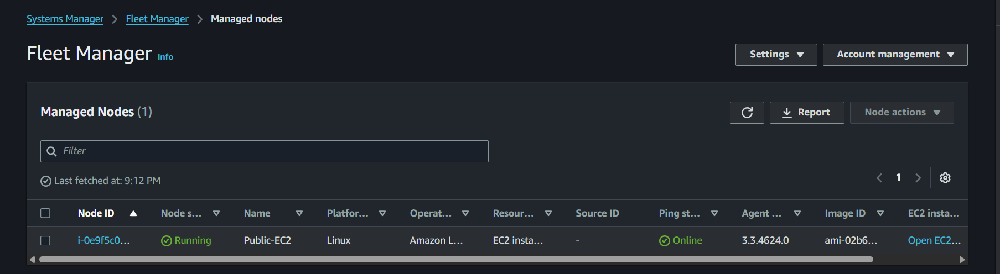 Systems Manager > Fleet Manager > Managed nodes
Fleet Manager Info
Settings Account management
Managed Nodes (1)
Report Node actions
Filter
Last fetched at: 9:12 PM
1
Node ID Node s... Name Platfor... Operat... Resour... Source ID Ping st... Agent ... Image ID EC2 insta...
i-0e9f5c0... Running Public-EC2 Linux Amazon L... EC2 insta... - Online 3.3.4624.0 ami-02b6... Open EC2...